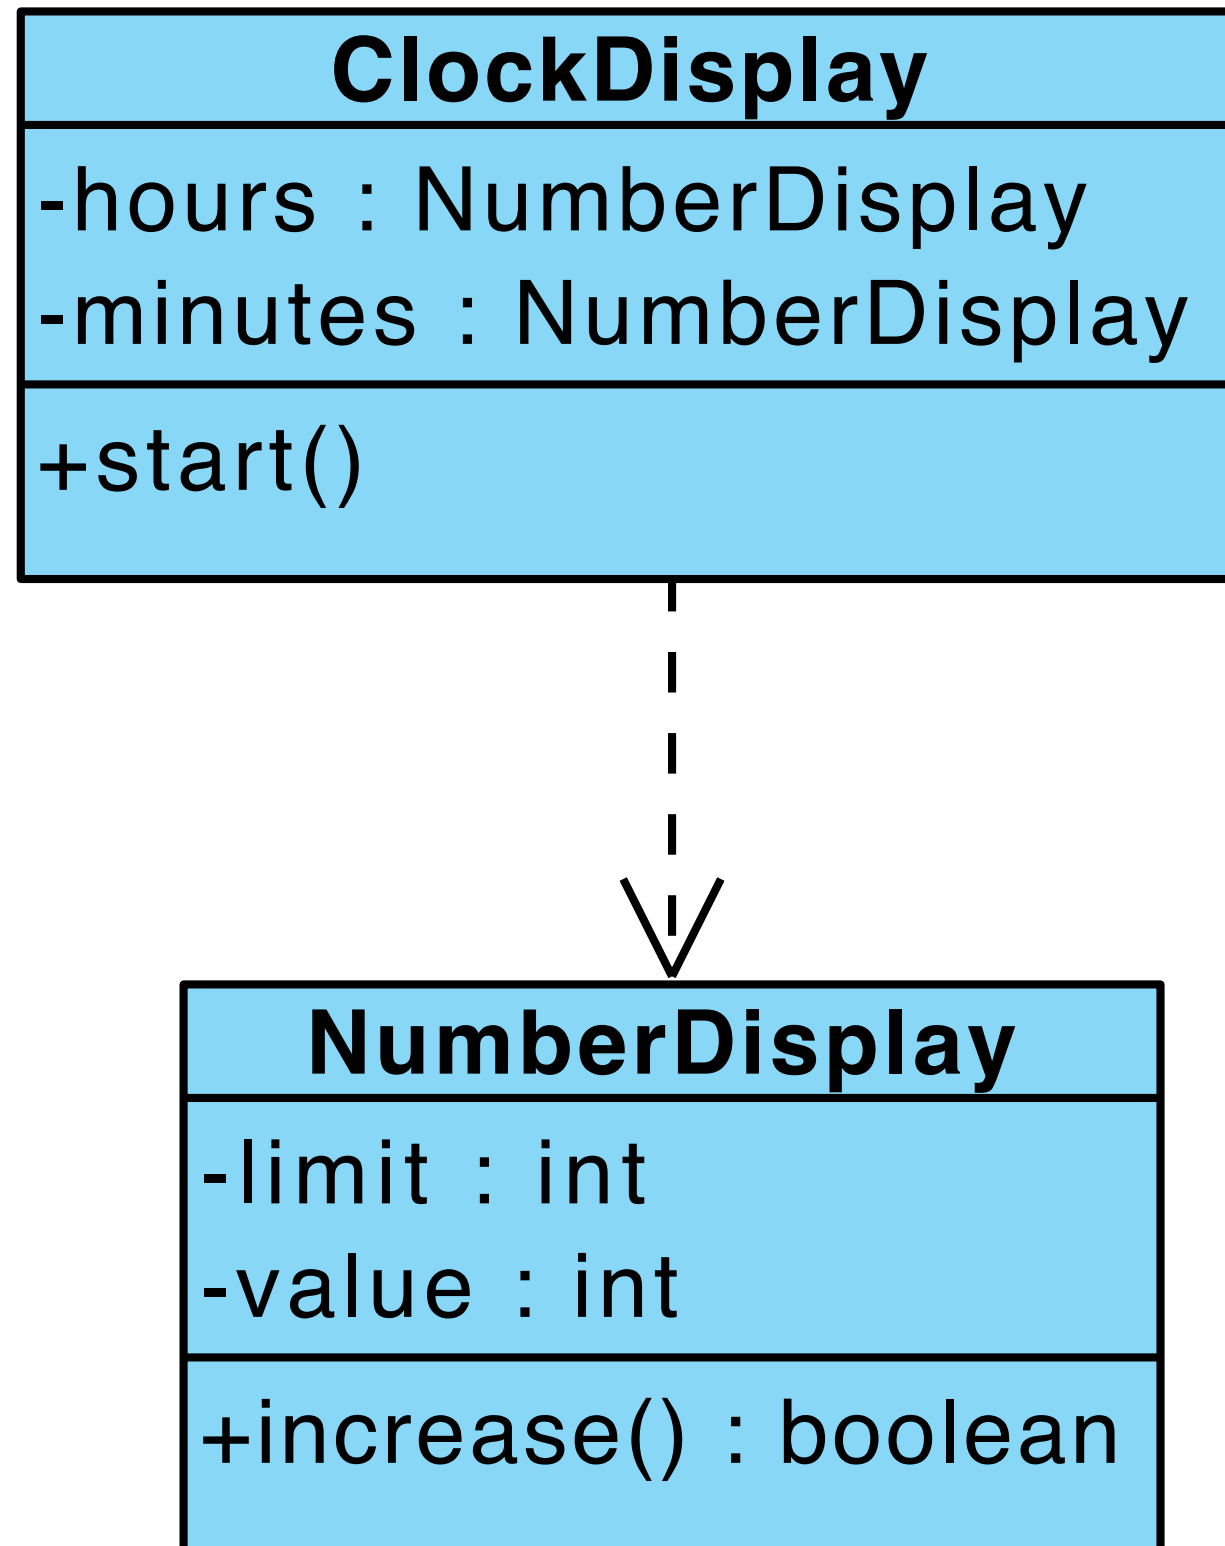 ClockDisplay
-hours : NumberDisplay
-minutes : NumberDisplay
+start()
NumberDisplay
-limit : int
-value : int
+increase() : boolean